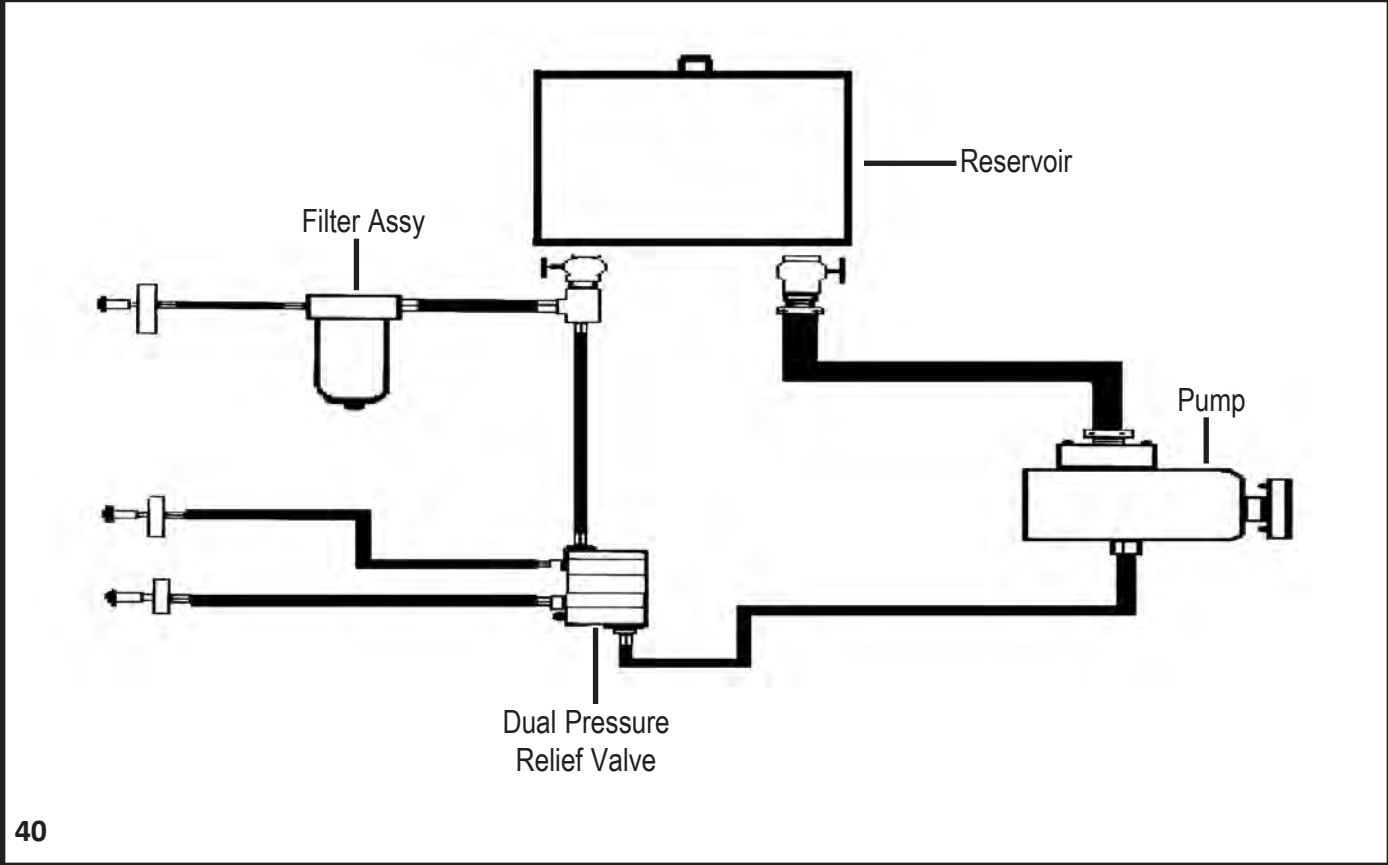 Reservoir
Filter Assy
Pump
Dual Pressure
Relief Valve
40